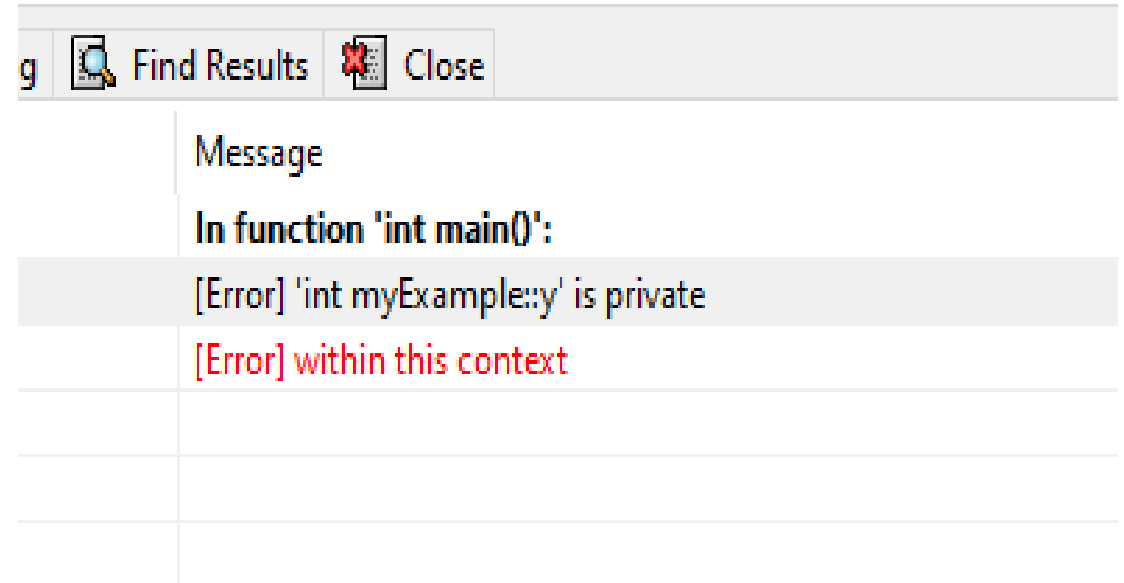 g Find Results Close
Message
In function 'int main()':
[Error] 'int myExample::y' is private
[Error] within this context